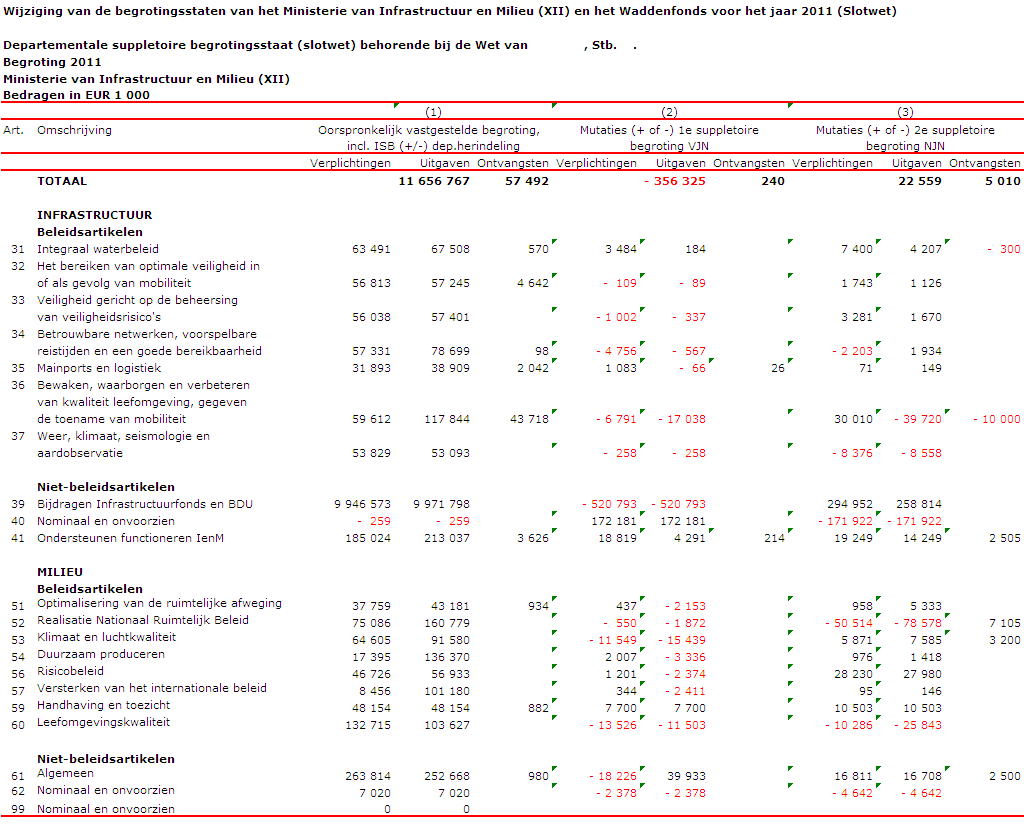 Wijziging van de begrotingsstaten van het Ministerie van Infrastructuur en Milieu (XII) en het Waddenfonds voor het jaar 2011 (Slotwet)
Departementale suppletoire begrotingsstaat (slotwet) behorende bij de Wet van , Stb. .
Begroting 2011
Ministerie van Infrastructuur en Milieu (XII)
Bedragen in EUR 1 000
(1) (2) (3)
Art. Omschrijving Oorspronkelijk vastgestelde begroting, Mutaties (+ of -) 1e suppletoire Mutaties (+ of -) 2e suppletoire
incl. ISB (+/-) dep.herindeling begroting VJN begroting NJN
Verplichtingen Uitgaven Ontvangsten Verplichtingen Uitgaven Ontvangsten Verplichtingen Uitgaven Ontvangsten
TOTAAL 11 656 767 57 492 - 356 325 240 22 559 5 010
INFRASTRUCTUUR
Beleidsartikelen
31 Integraal waterbeleid 63 491 67 508 570 3 484 184 7 400 4 207 - 300
32 Het bereiken van optimale veiligheid in
of als gevolg van mobiliteit 56 813 57 245 4 642 - 109 - 89 1 743 1 126
33 Veiligheid gericht op de beheersing
van veiligheidsrisico's 56 038 57 401 - 1 002 - 337 3 281 1 670
34 Betrouwbare netwerken, voorspelbare
reistijden en een goede bereikbaarheid 57 331 78 699 98 - 4 756 - 567 - 2 203 1 934
35 Mainports en logistiek 31 893 38 909 2 042 1 083 - 66 26 71 149
36 Bewaken, waarborgen en verbeteren
van kwaliteit leefomgeving, gegeven
de toename van mobiliteit 59 612 117 844 43 718 - 6 791 - 17 038 30 010 - 39 720 - 10 000
37 Weer, klimaat, seismologie en
aardobservatie 53 829 53 093 - 258 - 258 - 8 376 - 8 558
Niet-beleidsartikelen
39 Bijdragen Infrastructuurfonds en BDU 9 946 573 9 971 798 - 520 793 - 520 793 294 952 258 814
40 Nominaal en onvoorzien - 259 - 259 172 181 172 181 - 171 922 - 171 922
41 Ondersteunen functioneren IenM 185 024 213 037 3 626 18 819 4 291 214 19 249 14 249 2 505
MILIEU
Beleidsartikelen
51 Optimalisering van de ruimtelijke afweging 37 759 43 181 934 437 - 2 153 958 5 333
52 Realisatie Nationaal Ruimtelijk Beleid 75 086 160 779 - 550 - 1 872 - 50 514 - 78 578 7 105
53 Klimaat en luchtkwaliteit 64 605 91 580 - 11 549 - 15 439 5 871 7 585 3 200
54 Duurzaam produceren 17 395 136 370 2 007 - 3 336 976 1 418
56 Risicobeleid 46 726 56 933 1 201 - 2 374 28 230 27 980
57 Versterken van het internationale beleid 8 456 101 180 344 - 2 411 95 146
59 Handhaving en toezicht 48 154 48 154 882 7 700 7 700 10 503 10 503
60 Leefomgevingskwaliteit 132 715 103 627 - 13 526 - 11 503 - 10 286 - 25 843
Niet-beleidsartikelen
61 Algemeen 263 814 252 668 980 - 18 226 39 933 16 811 16 708 2 500
62 Nominaal en onvoorzien 7 020 7 020 - 2 378 - 2 378 - 4 642 - 4 642
99 Nominaal en onvoorzien 0 0